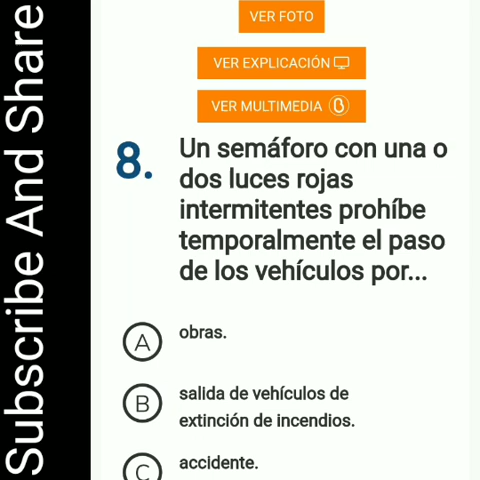 Subscribe And Share
VER FOTO
VER EXPLICACIÓN
VER MULTIMEDIA
8.
Un semáforo con una o
dos luces rojas
intermitentes prohíbe
temporalmente el paso
de los vehículos por...
A
obras.
B
salida de vehículos de
extinción de incendios.
C
accidente.